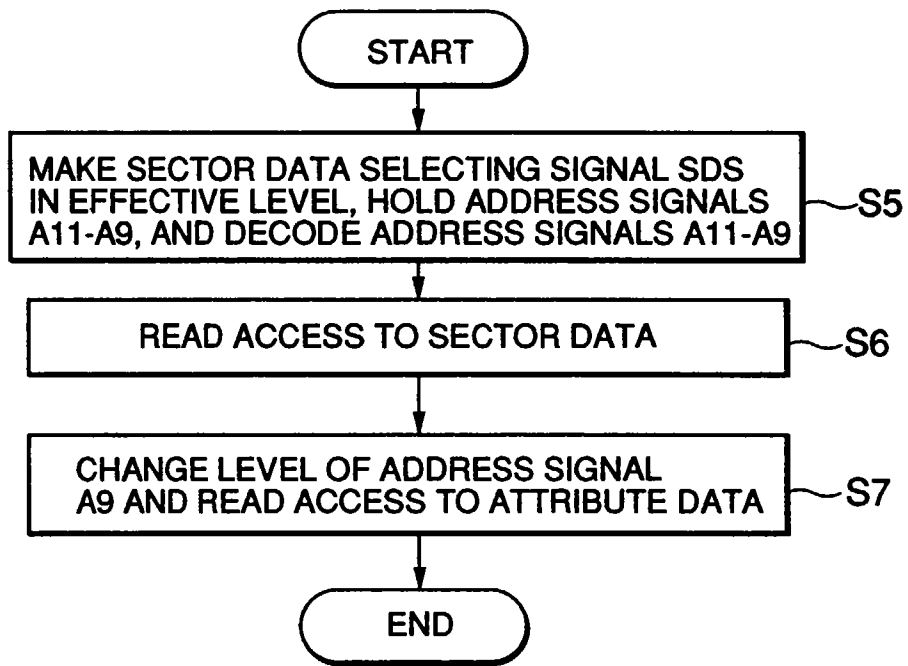 START
MAKE SECTOR DATA SELECTING SIGNAL SDS
IN EFFECTIVE LEVEL, HOLD ADDRESS SIGNALS
A11-A9, AND DECODE ADDRESS SIGNALS A11-A9
S5
READ ACCESS TO SECTOR DATA
S6
CHANGE LEVEL OF ADDRESS SIGNAL
A9 AND READ ACCESS TO ATTRIBUTE DATA
S7
END